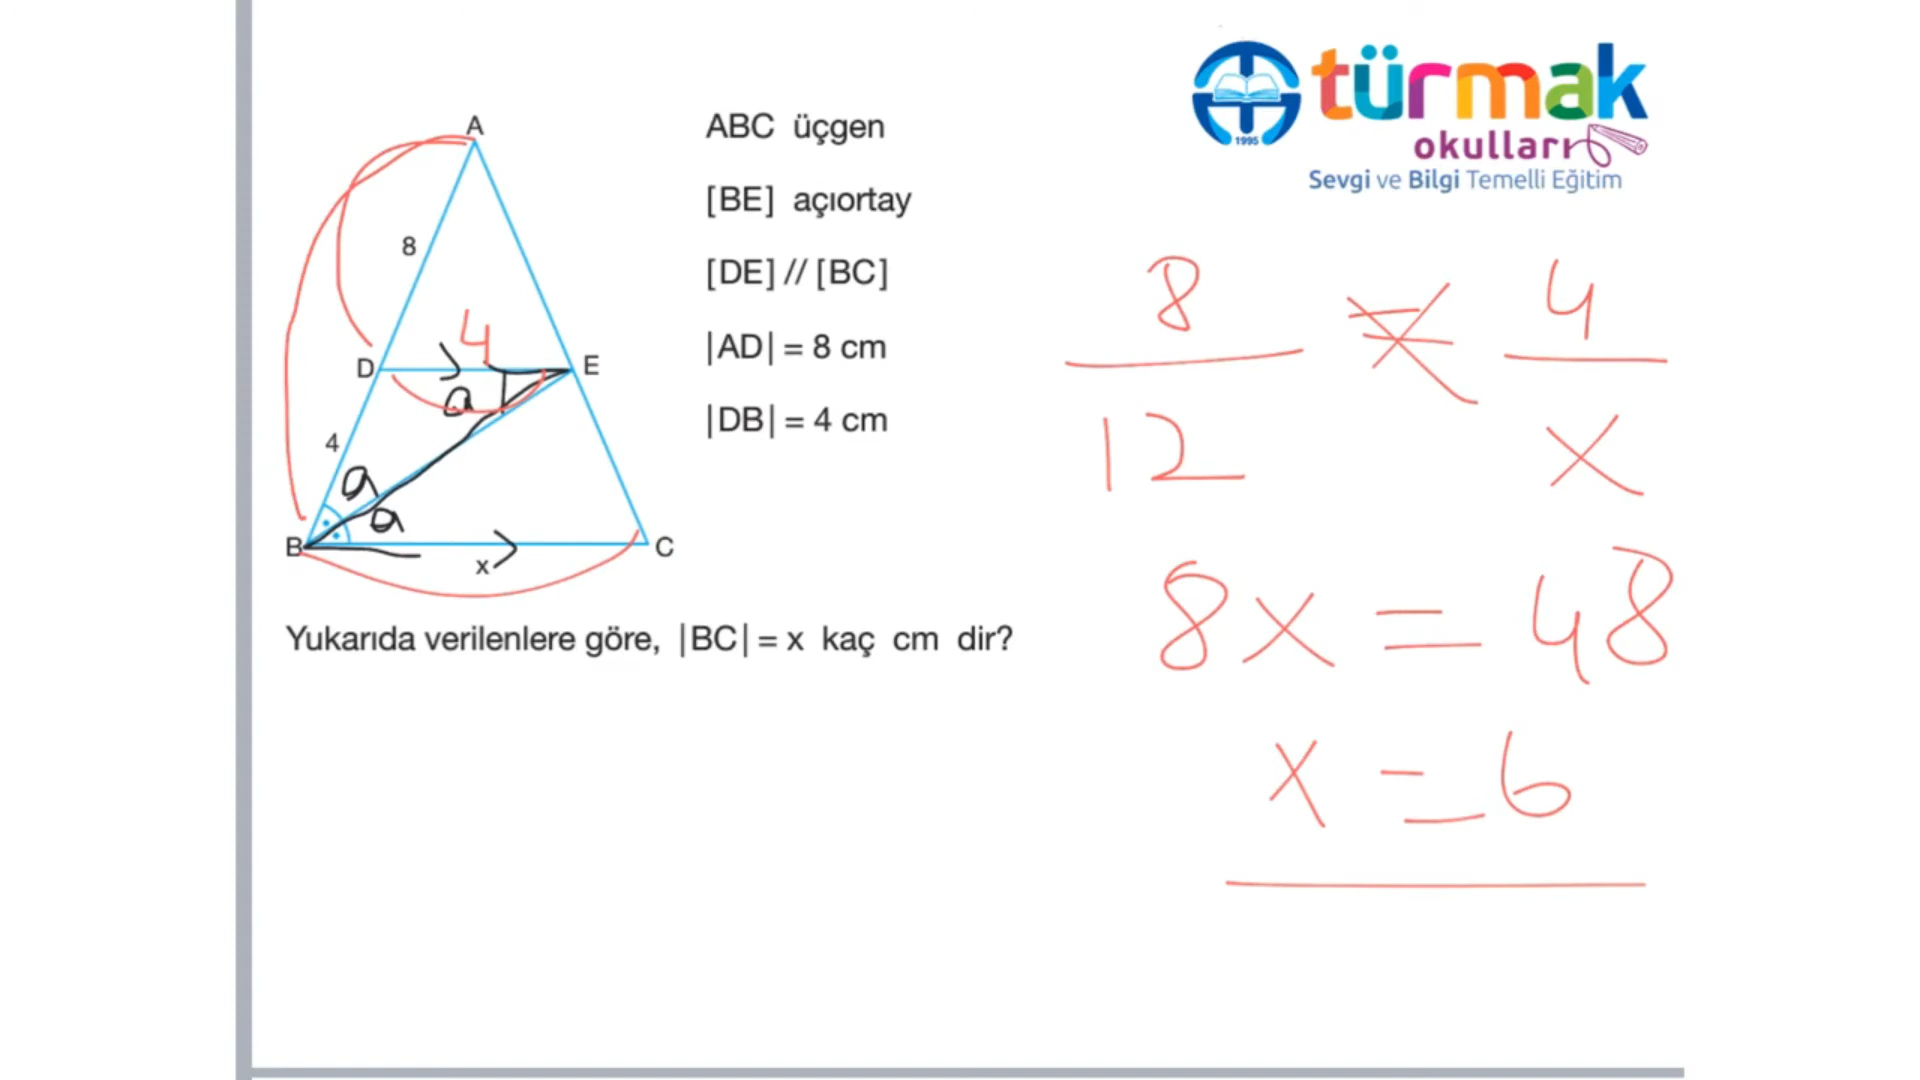 türmak
okulları
1995
Sevgi ve Bilgi Temelli Eğitim
A
8
4
D
E
a
4
a
a
B
x
C
ABC üçgen
[BE] açıortay
[DE] // [BC]
|AD| = 8 cm
|DB| = 4 cm
Yukarıda verilenlere göre, |BC| = x kaç cm dir?
8 = 4
12 x
8x = 48
x = 6